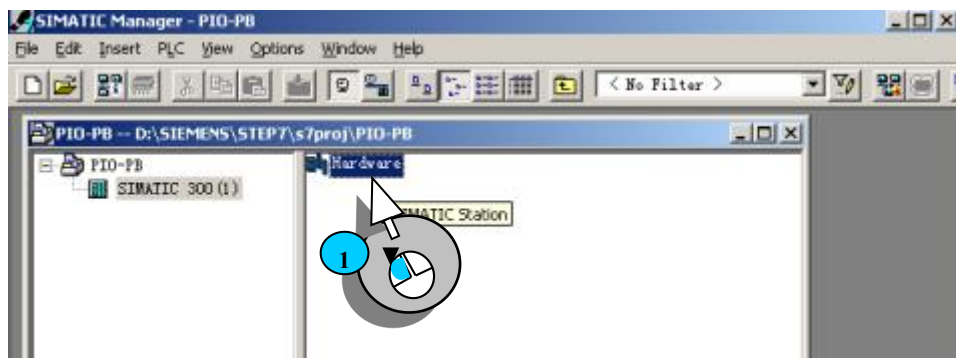 SIMATIC Manager - PIO-PB
File Edit Insert PLC View Options Window Help
< No Filter >
PIO-PB -- D:\SIEMENS\STEP7\s7proj\PIO-PB
PIO-PB
SIMATIC 300(1)
Hardware
SIMATIC Station
1